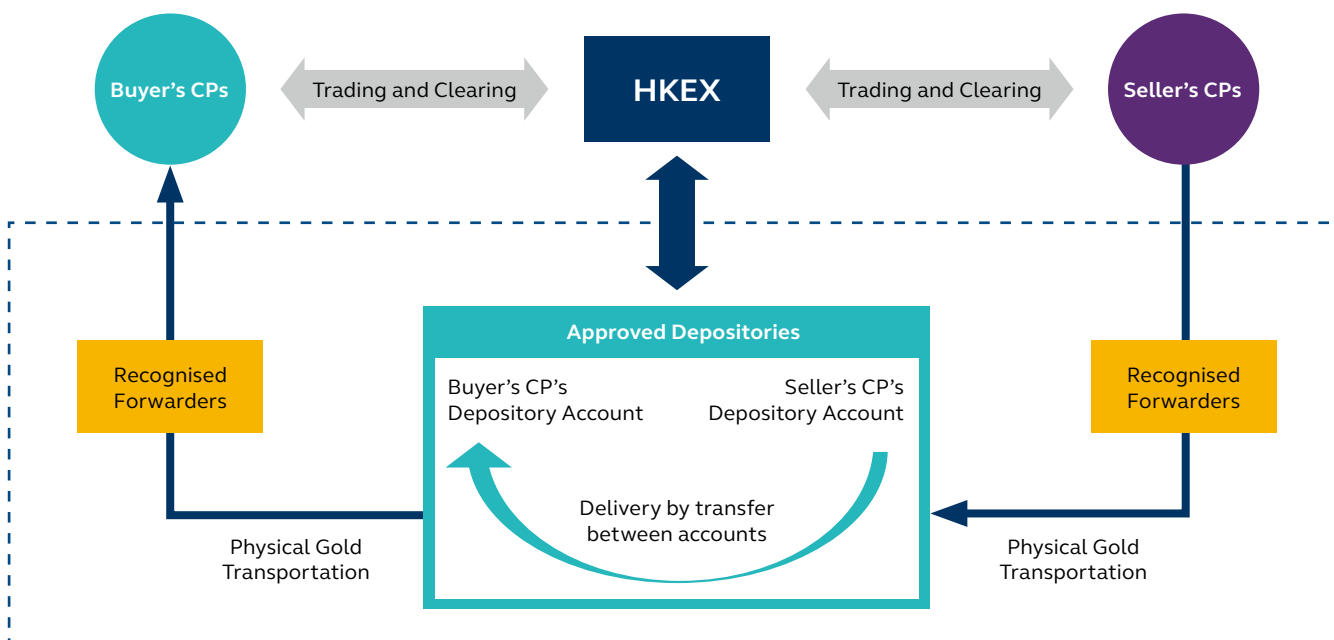 Buyer's CPs
Trading and Clearing
HKEX
Trading and Clearing
Seller's CPs
Approved Depositories
Recognised
Forwarders
Buyer's CP's
Depository Account
Seller's CP's
Depository Account
Recognised
Forwarders
Delivery by transfer
between accounts
Physical Gold
Transportation
Physical Gold
Transportation